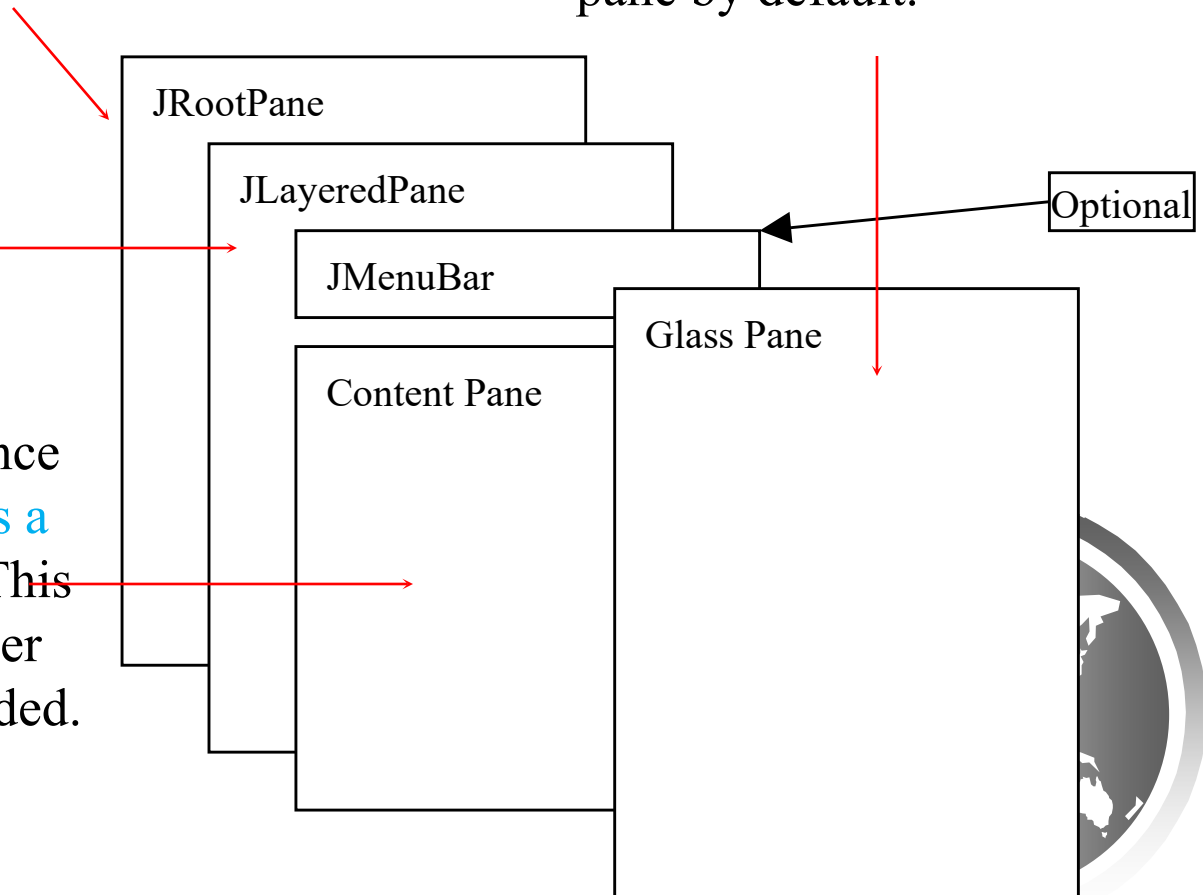 pane by default.
JRootPane
JLayeredPane
Optional
JMenuBar
Glass Pane
Content Pane
nce
s a
This
er
ded.